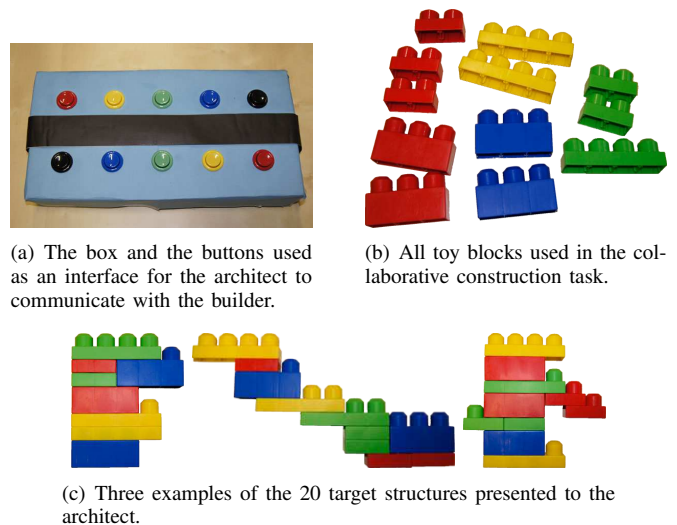 (a) The box and the buttons used
as an interface for the architect to
communicate with the builder.
(b) All toy blocks used in the col-
laborative construction task.
(c) Three examples of the 20 target structures presented to the
architect.